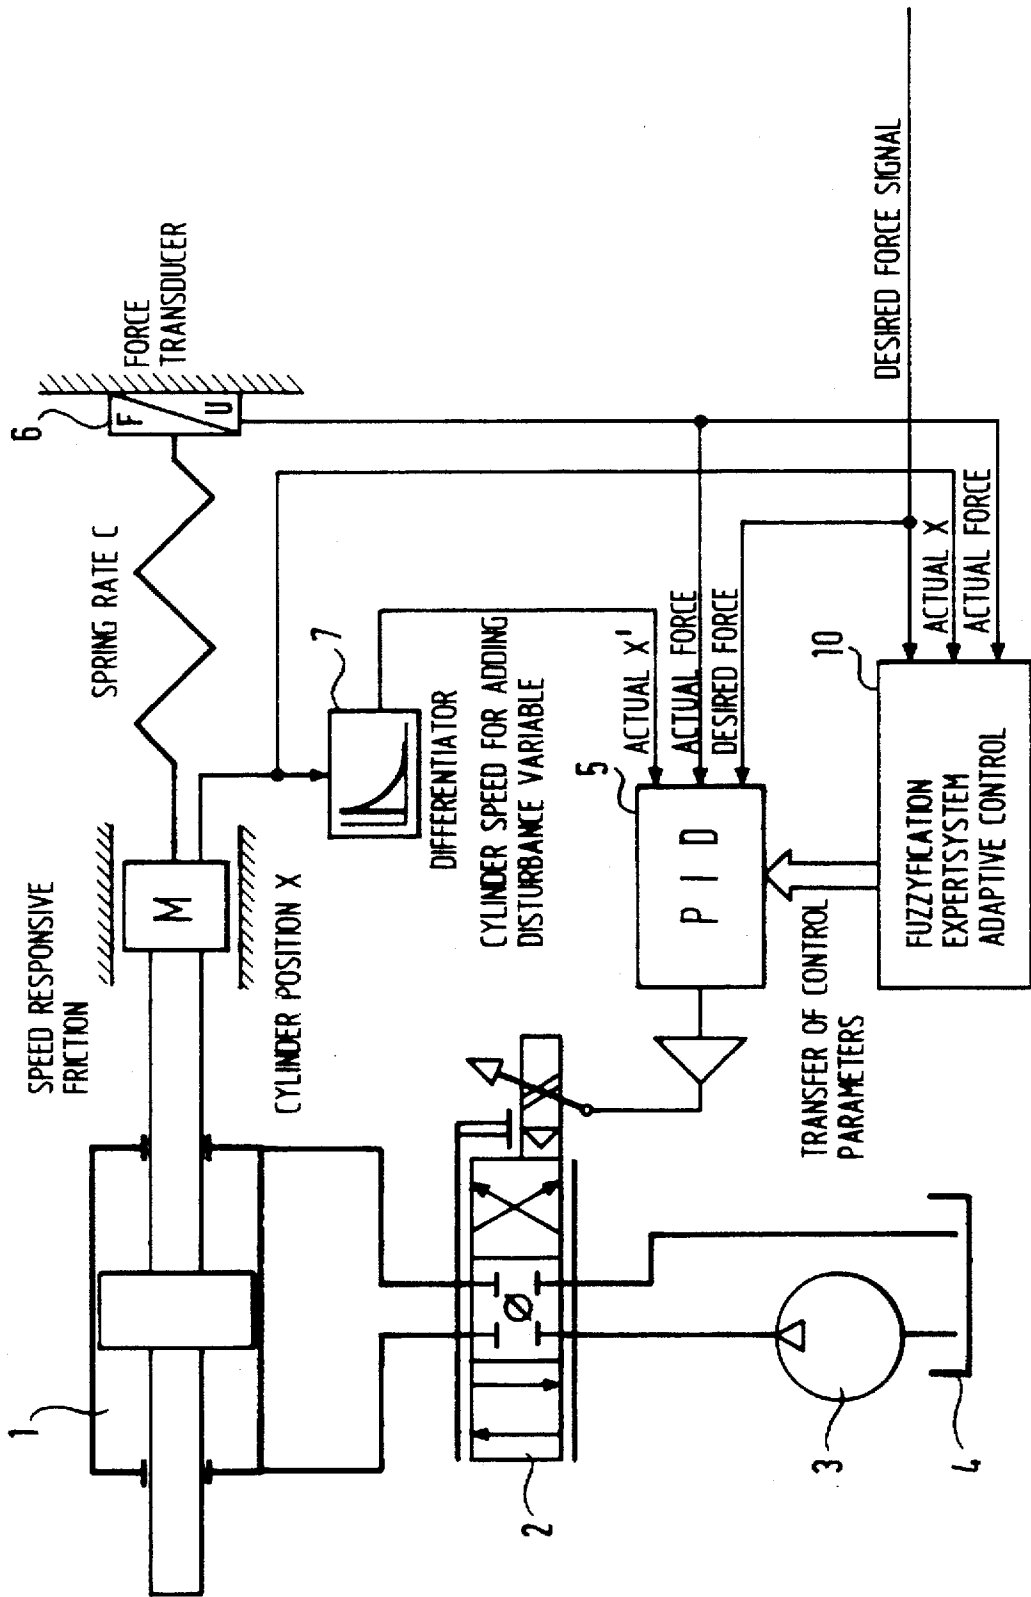 1
SPEED RESPONSIVE
FRICTION
M
CYLINDER POSITION X
SPRING RATE C
6
F
U
FORCE
TRANSDUCER
7
DIFFERENTIATOR
CYLINDER SPEED FOR ADDING
DISTURBANCE VARIABLE
2
Ø
3
4
5
PID
ACTUAL X'
ACTUAL FORCE
DESIRED FORCE
TRANSFER OF CONTROL
PARAMETERS
10
FUZZYFICATION
EXPERTSYSTEM
ADAPTIVE CONTROL
ACTUAL X
ACTUAL FORCE
DESIRED FORCE SIGNAL